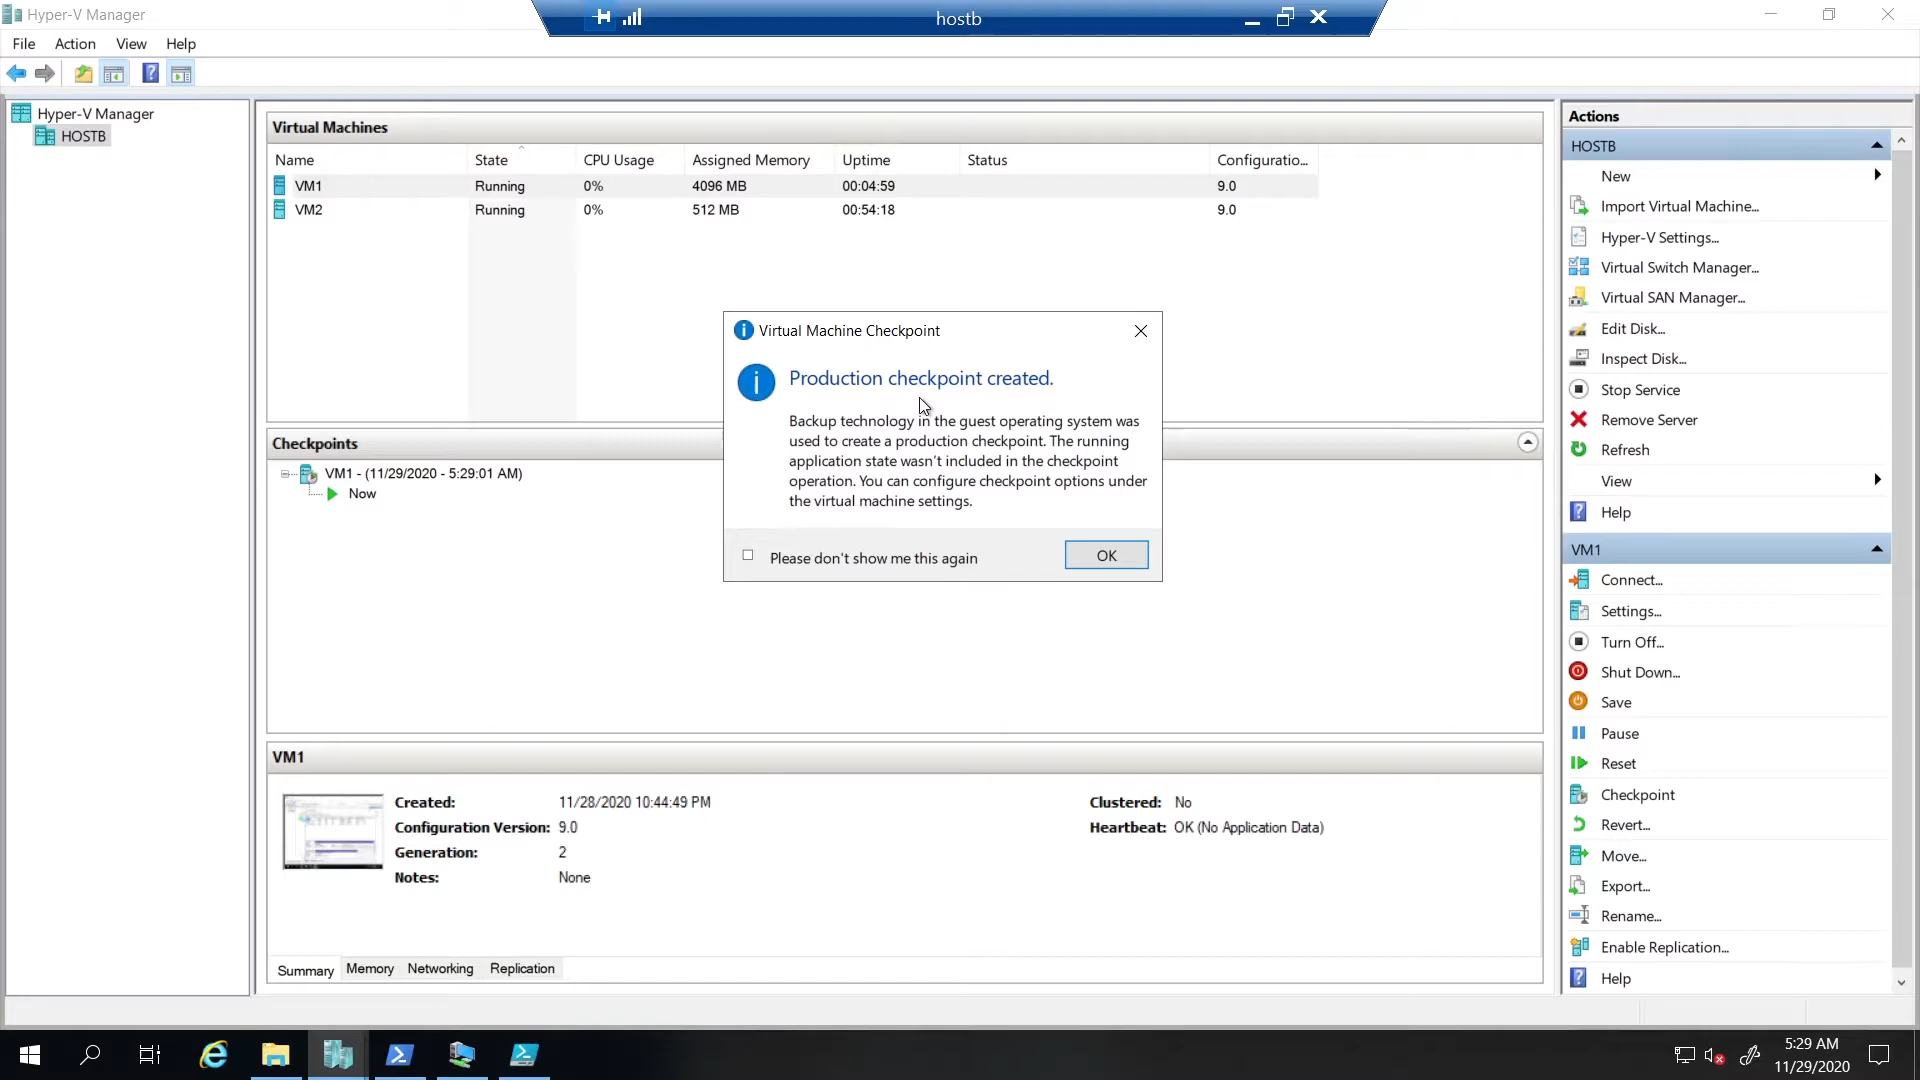 Hyper-V Manager
hostb
File Action View Help
Hyper-V Manager
HOSTB
Virtual Machines
Name State CPU Usage Assigned Memory Uptime Status Configuratio...
VM1 Running 0% 4096 MB 00:04:59 9.0
VM2 Running 0% 512 MB 00:54:18 9.0
Checkpoints
VM1 - (11/29/2020 - 5:29:01 AM)
Now
Virtual Machine Checkpoint
Production checkpoint created.
Backup technology in the guest operating system was
used to create a production checkpoint. The running
application state wasn't included in the checkpoint
operation. You can configure checkpoint options under
the virtual machine settings.
Please don't show me this again
OK
VM1
Created: 11/28/2020 10:44:49 PM
Configuration Version: 9.0
Generation: 2
Notes: None
Clustered: No
Heartbeat: OK (No Application Data)
Summary Memory Networking Replication
Actions
HOSTB
New
Import Virtual Machine...
Hyper-V Settings...
Virtual Switch Manager...
Virtual SAN Manager...
Edit Disk...
Inspect Disk...
Stop Service
Remove Server
Refresh
View
Help
VM1
Connect...
Settings...
Turn Off...
Shut Down...
Save
Pause
Reset
Checkpoint
Revert...
Move...
Export...
Rename...
Enable Replication...
Help
5:29 AM
11/29/2020